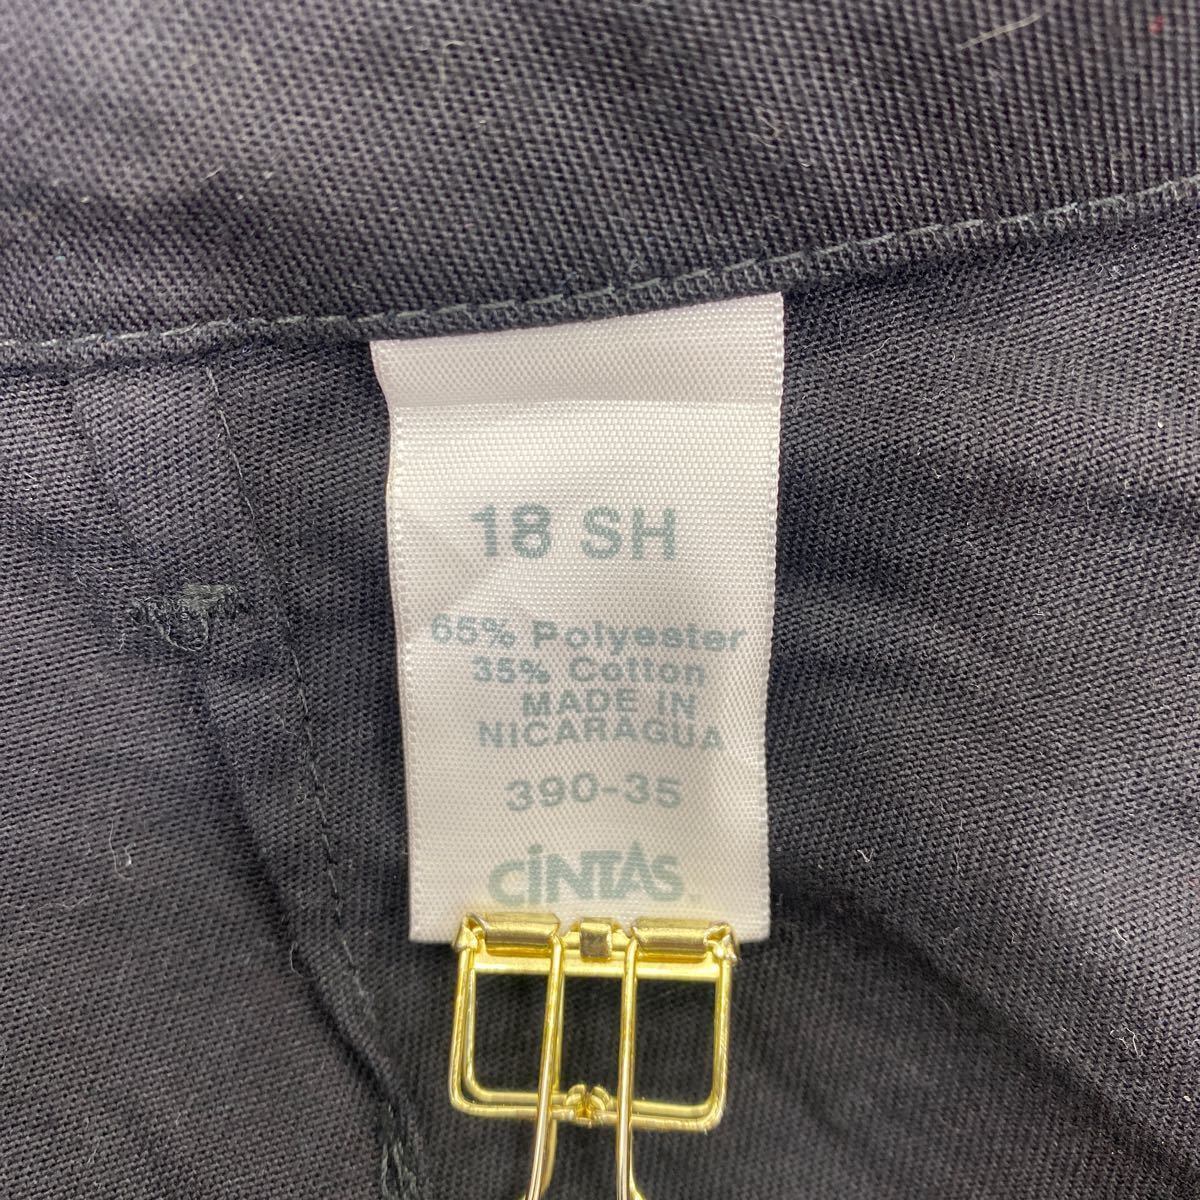 18 SH
65% Polyester
35% Cotton
MADE IN
NICARAGUA
390-35
CiNTAS